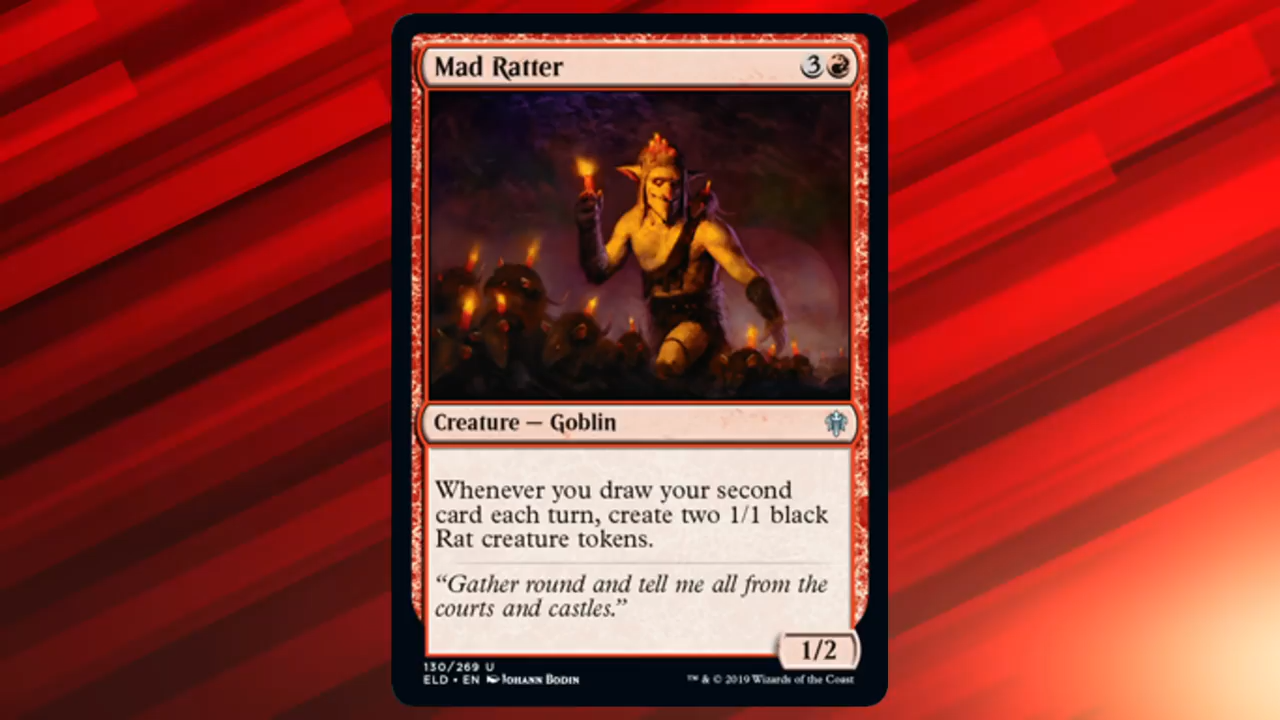 Mad Ratter 3
Creature — Goblin
Whenever you draw your second
card each turn, create two 1/1 black
Rat creature tokens.
“Gather round and tell me all from the
courts and castles.”
1/2
130/269 U
ELD • EN Johann Bodin
™ & © 2019 Wizards of the Coast